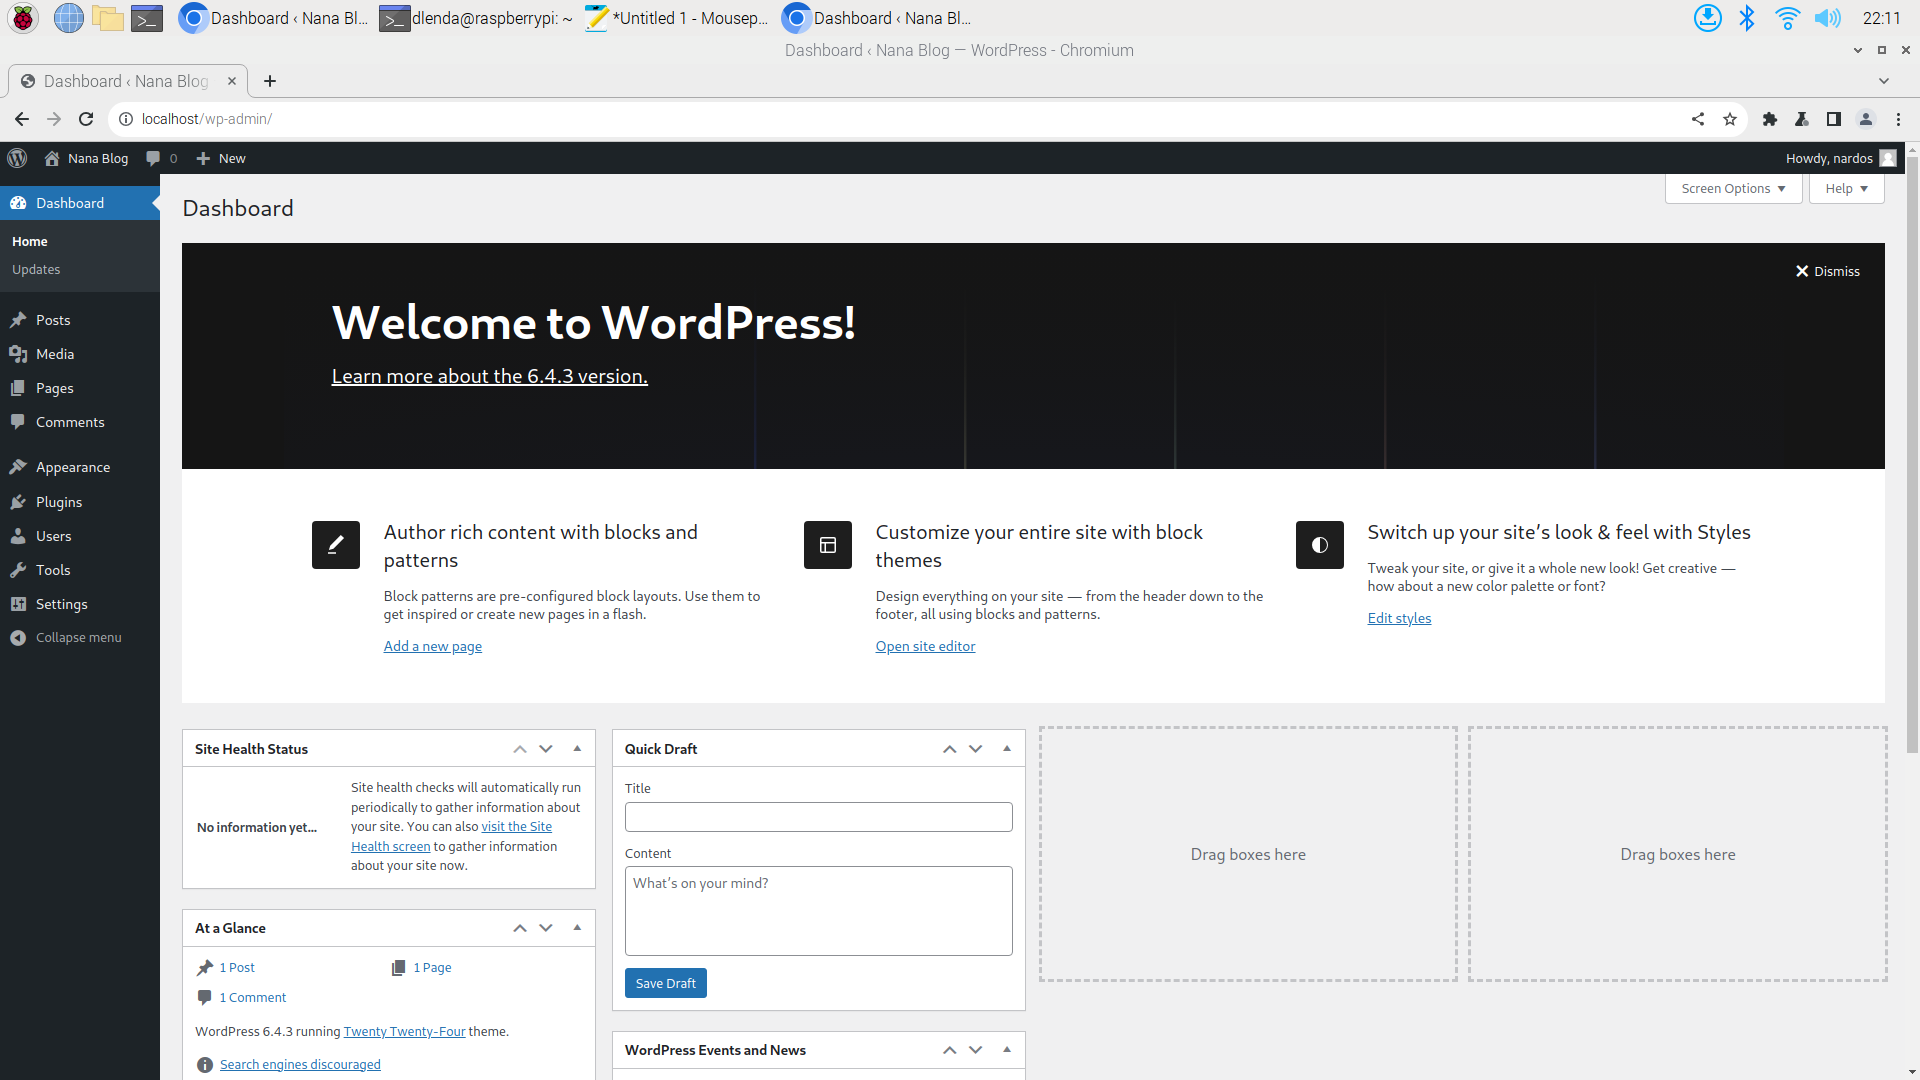 Dashboard ‹ Nana Bl...
dlenda@raspberrypi: ~
*Untitled 1 - Mousep...
Dashboard ‹ Nana Bl...
22:11
Dashboard ‹ Nana Blog — WordPress - Chromium
Dashboard ‹ Nana Blog
localhost/wp-admin/
Nana Blog
0
New
Howdy, nardos
Dashboard
Home
Updates
Posts
Media
Pages
Comments
Appearance
Plugins
Users
Tools
Settings
Collapse menu
Screen Options
Help
Dashboard
Dismiss
Welcome to WordPress!
Learn more about the 6.4.3 version.
Author rich content with blocks and
patterns
Block patterns are pre-configured block layouts. Use them to
get inspired or create new pages in a flash.
Add a new page
Customize your entire site with block
themes
Design everything on your site — from the header down to the
footer, all using blocks and patterns.
Open site editor
Switch up your site’s look & feel with Styles
Tweak your site, or give it a whole new look! Get creative —
how about a new color palette or font?
Edit styles
Site Health Status
No information yet...
Site health checks will automatically run
periodically to gather information about
your site. You can also visit the Site
Health screen to gather information
about your site now.
At a Glance
1 Post
1 Page
1 Comment
WordPress 6.4.3 running Twenty Twenty-Four theme.
Search engines discouraged
Quick Draft
Title
Content
What’s on your mind?
Save Draft
WordPress Events and News
Drag boxes here
Drag boxes here